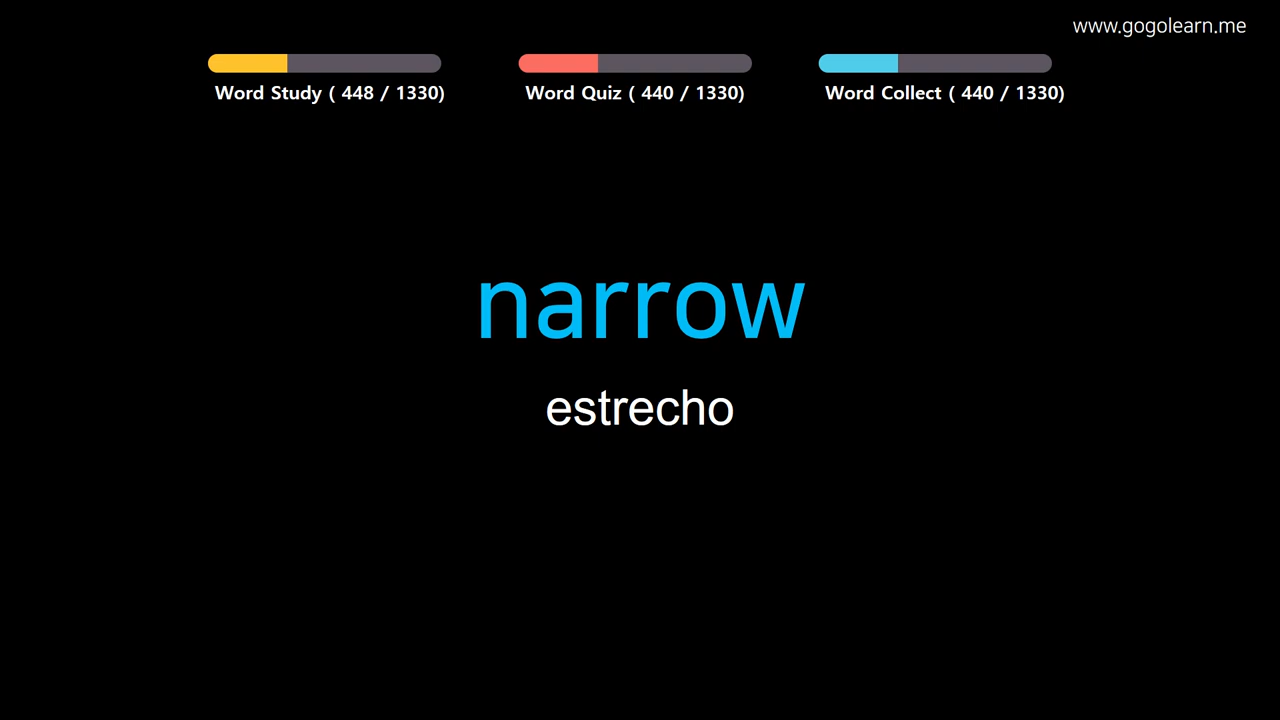 www.gogolearn.me
Word Study ( 448 / 1330)
Word Quiz ( 440 / 1330)
Word Collect ( 440 / 1330)
narrow
estrecho